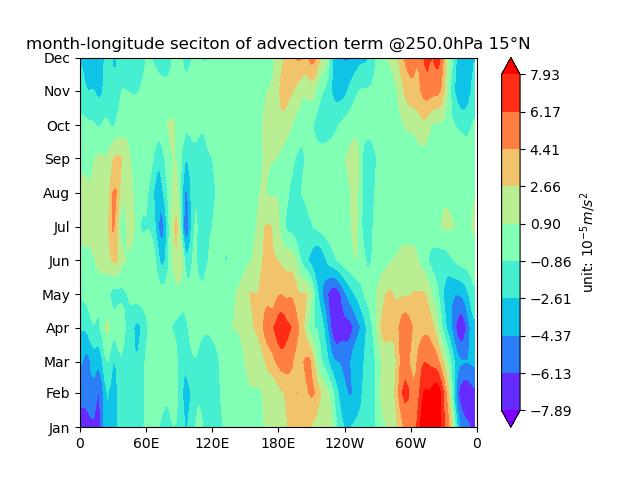 month-longitude seciton of advection term @250.0hPa 15°N
Dec
Nov
Oct
Sep
Aug
Jul
Jun
May
Apr
Mar
Feb
Jan
0 60E 120E 180E 120W 60W 0
7.93
6.17
4.41
2.66
0.90
−0.86
−2.61
−4.37
−6.13
−7.89
unit: 10⁻⁵m/s²